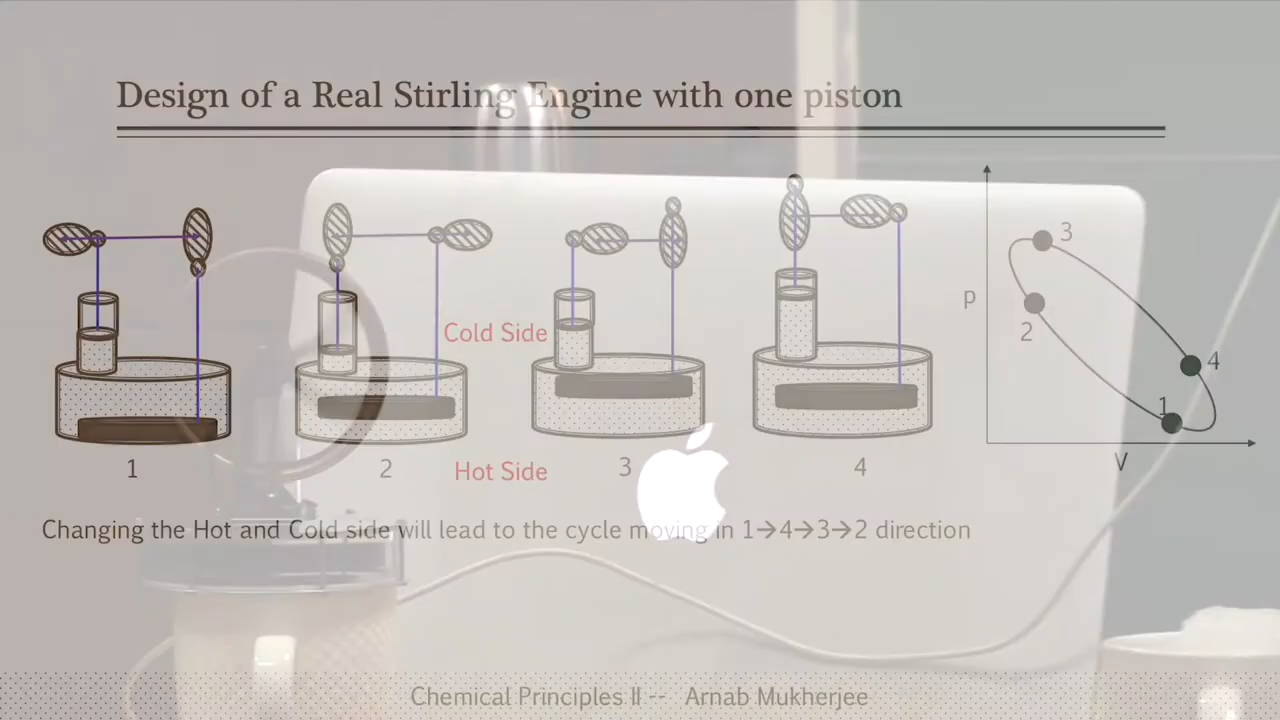 Design of a Real Stirling Engine with one piston
Cold Side
Hot Side
1
2
3
4
p
3
2
4
1
V
Changing the Hot and Cold side will lead to the cycle moving in 1→4→3→2 direction
Chemical Principles II -- Arnab Mukherjee